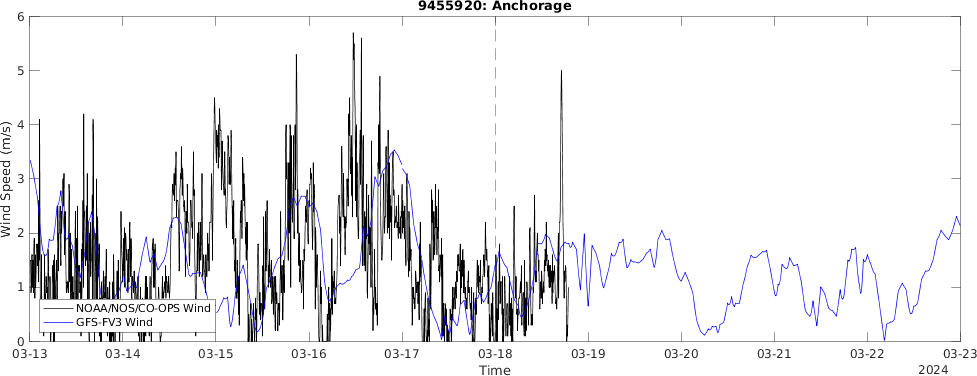 9455920: Anchorage
6
5
4
3
2
1
0
Wind Speed (m/s)
NOAA/NOS/CO-OPS Wind
GFS-FV3 Wind
03-13 03-14 03-15 03-16 03-17 03-18 03-19 03-20 03-21 03-22 03-23
Time
2024